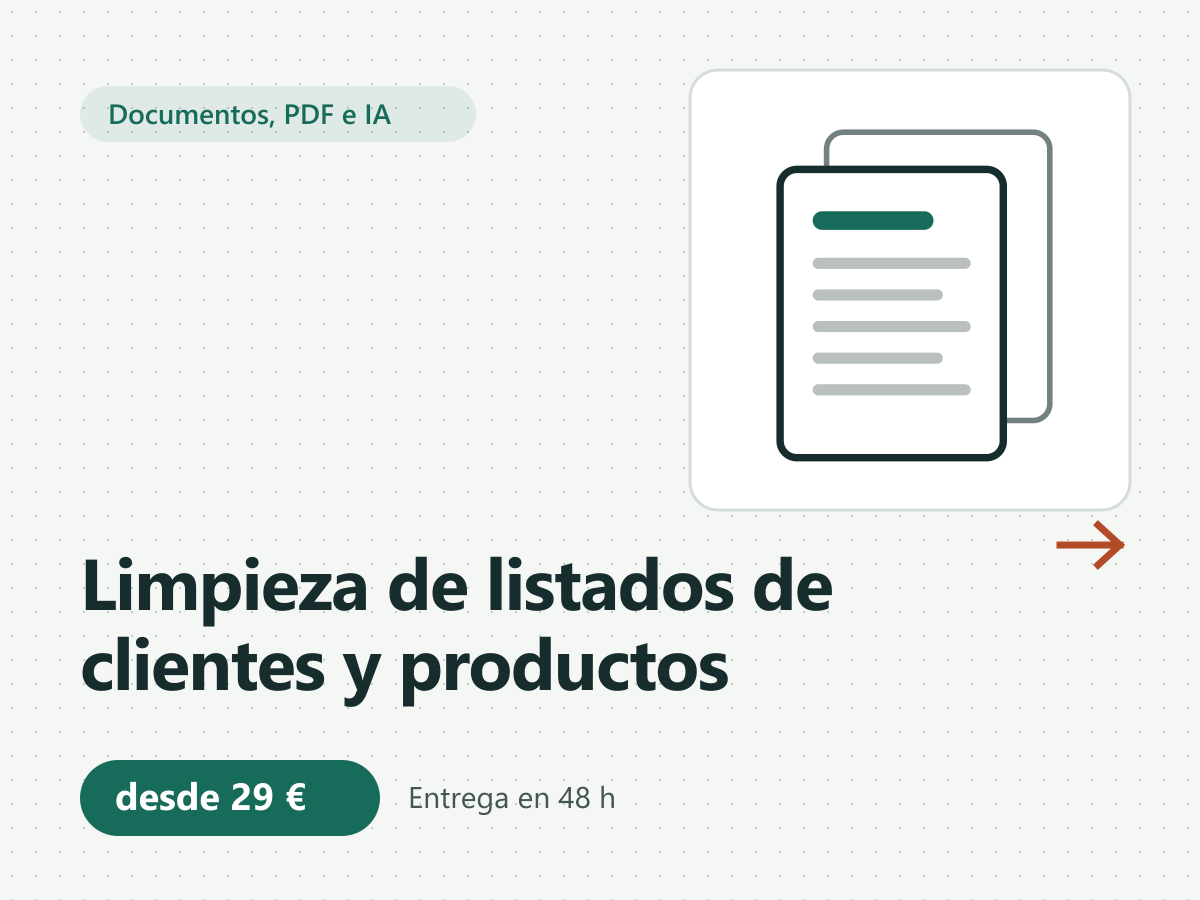 Documentos, PDF e IA
Limpieza de listados de
clientes y productos
desde 29 €
Entrega en 48 h